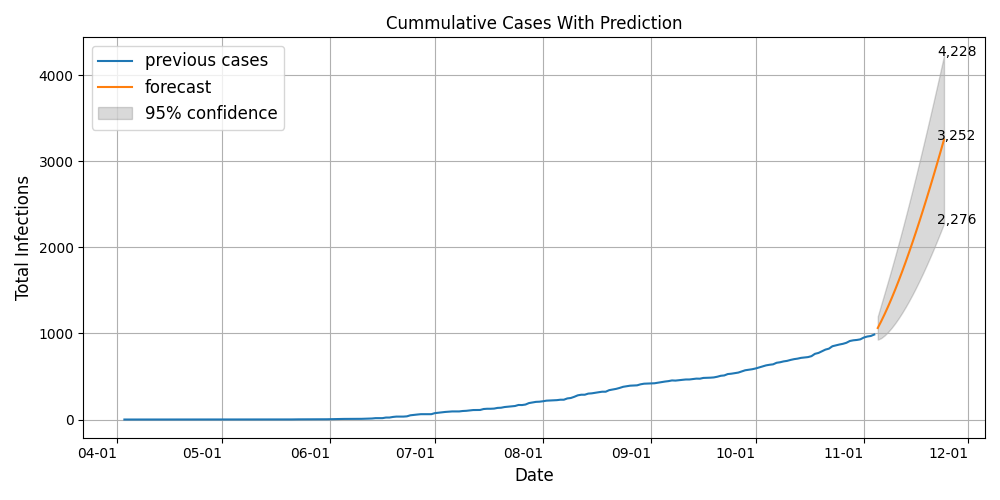 Cummulative Cases With Prediction
previous cases
forecast
95% confidence
4,228
3,252
2,276
4000
3000
2000
1000
0
Total Infections
04-01
05-01
06-01
07-01
08-01
09-01
10-01
11-01
12-01
Date